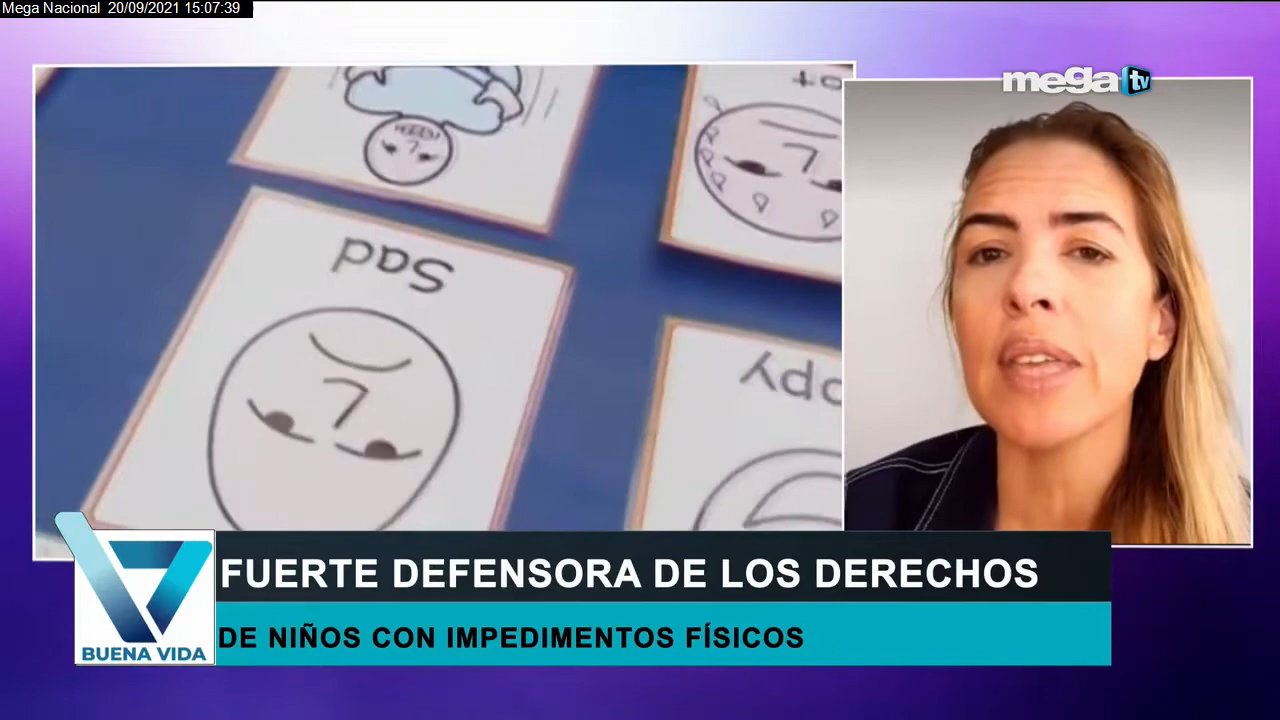 Mega Nacional 20/09/2021 15:07:39
mega tv
Sad
FUERTE DEFENSORA DE LOS DERECHOS
DE NIÑOS CON IMPEDIMENTOS FÍSICOS
BUENA VIDA